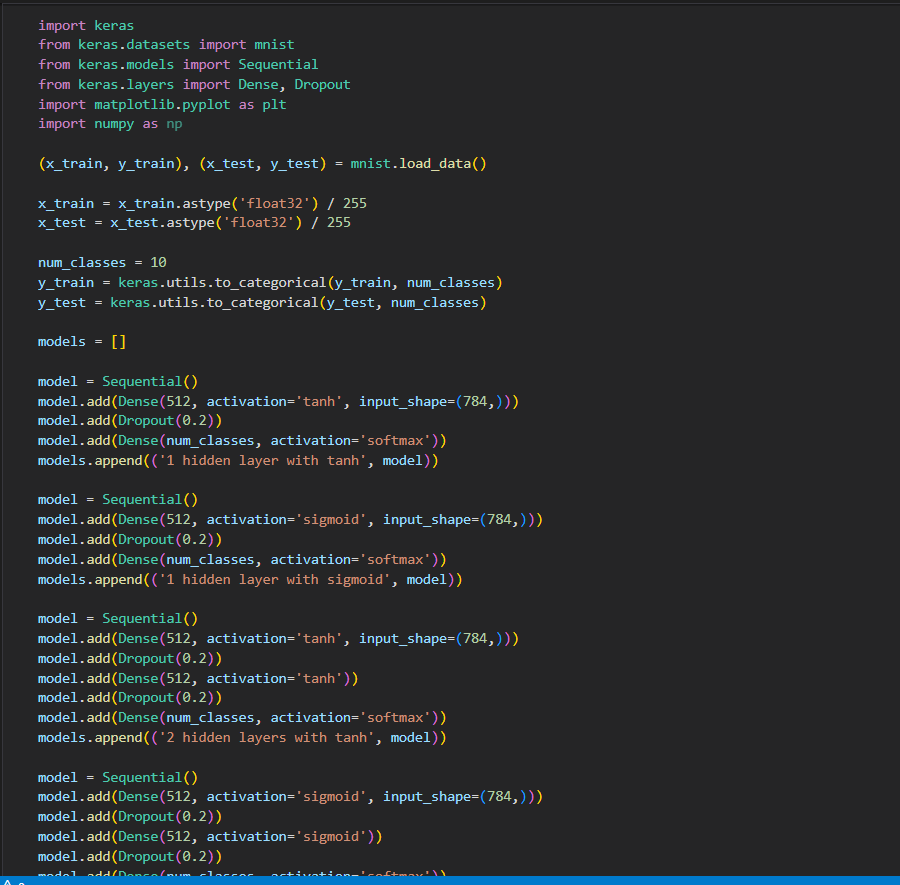 import keras
from keras.datasets import mnist
from keras.models import Sequential
from keras.layers import Dense, Dropout
import matplotlib.pyplot as plt
import numpy as np
(x_train, y_train), (x_test, y_test) = mnist.load_data()
x_train = x_train.astype('float32') / 255
x_test = x_test.astype('float32') / 255
num_classes = 10
y_train = keras.utils.to_categorical(y_train, num_classes)
y_test = keras.utils.to_categorical(y_test, num_classes)
models = []
model = Sequential()
model.add(Dense(512, activation='tanh', input_shape=(784,)))
model.add(Dropout(0.2))
model.add(Dense(num_classes, activation='softmax'))
models.append(('1 hidden layer with tanh', model))
model = Sequential()
model.add(Dense(512, activation='sigmoid', input_shape=(784,)))
model.add(Dropout(0.2))
model.add(Dense(num_classes, activation='softmax'))
models.append(('1 hidden layer with sigmoid', model))
model = Sequential()
model.add(Dense(512, activation='tanh', input_shape=(784,)))
model.add(Dropout(0.2))
model.add(Dense(512, activation='tanh'))
model.add(Dropout(0.2))
model.add(Dense(num_classes, activation='softmax'))
models.append(('2 hidden layers with tanh', model))
model = Sequential()
model.add(Dense(512, activation='sigmoid', input_shape=(784,)))
model.add(Dropout(0.2))
model.add(Dense(512, activation='sigmoid'))
model.add(Dropout(0.2))
model.add(Dense(num_classes, activation='softmax'))